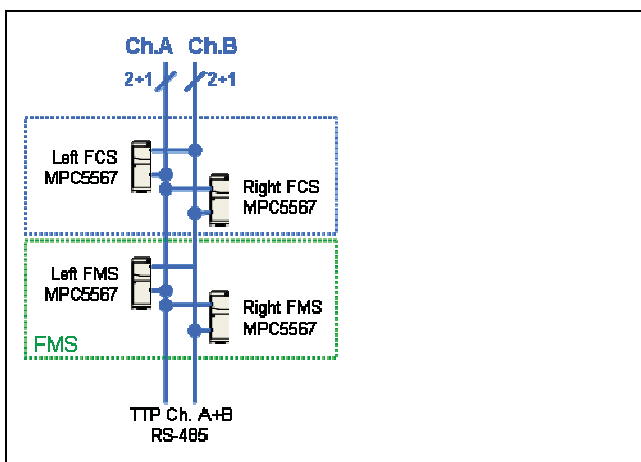 Ch.A Ch.B
2+1 2+1
Left FCS
MPC5567
Right FCS
MPC5567
Left FMS
MPC5567
Right FMS
MPC5567
FMS
TTP Ch. A+B
RS-485